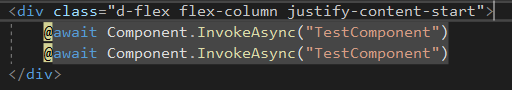 <div class="d-flex flex-column justify-content-start">
@await Component.InvokeAsync("TestComponent")
@await Component.InvokeAsync("TestComponent")
</div>